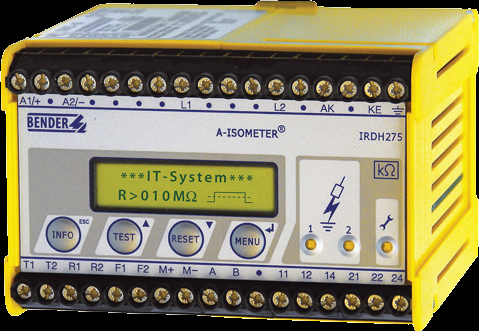 A1/+ • A2/- • • • L1 • • • L2 • AK • KE
BENDER A-ISOMETER® IRDH275
***IT-System***
R>010MΩ
kΩ
ESC
INFO TEST RESET MENU
1 2
T1 T2 R1 R2 F1 F2 M+ M- A B • 11 12 14 21 22 24